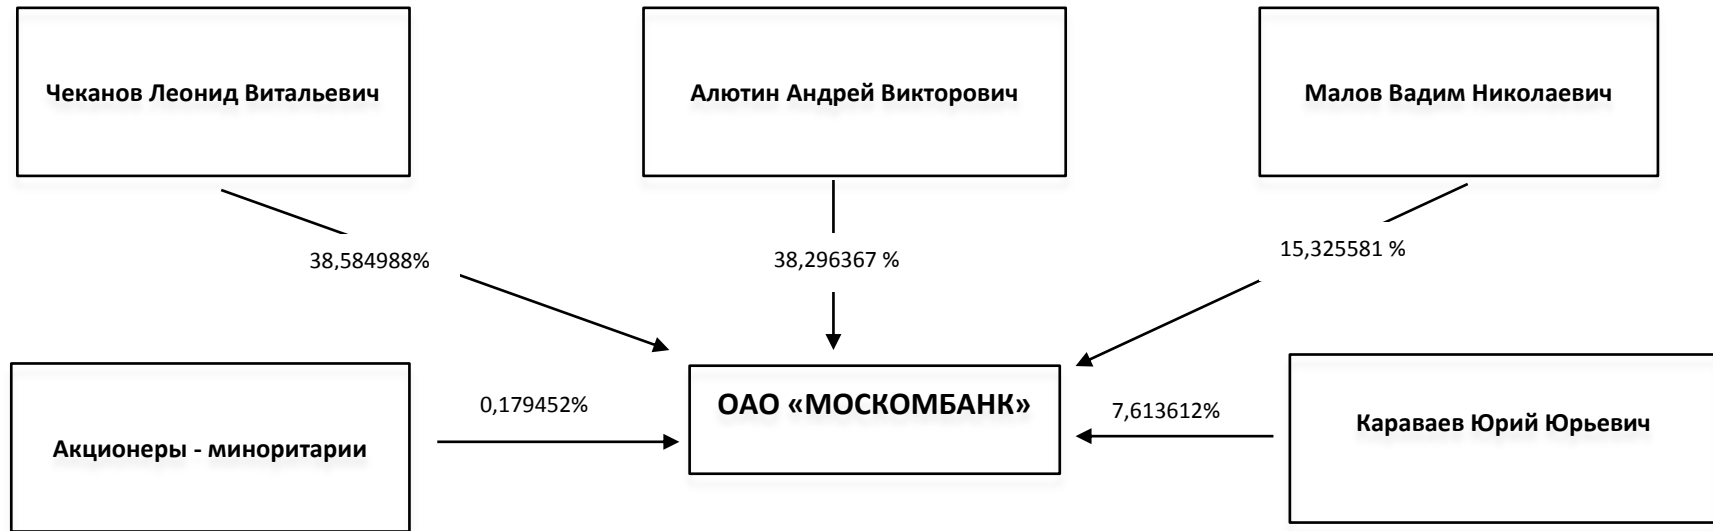 Чеканов Леонид Витальевич
Алютин Андрей Викторович
Малов Вадим Николаевич
38,584988%
38,296367 %
15,325581 %
Акционеры - миноритарии
0,179452%
ОАО «МОСКОМБАНК»
7,613612%
Караваев Юрий Юрьевич